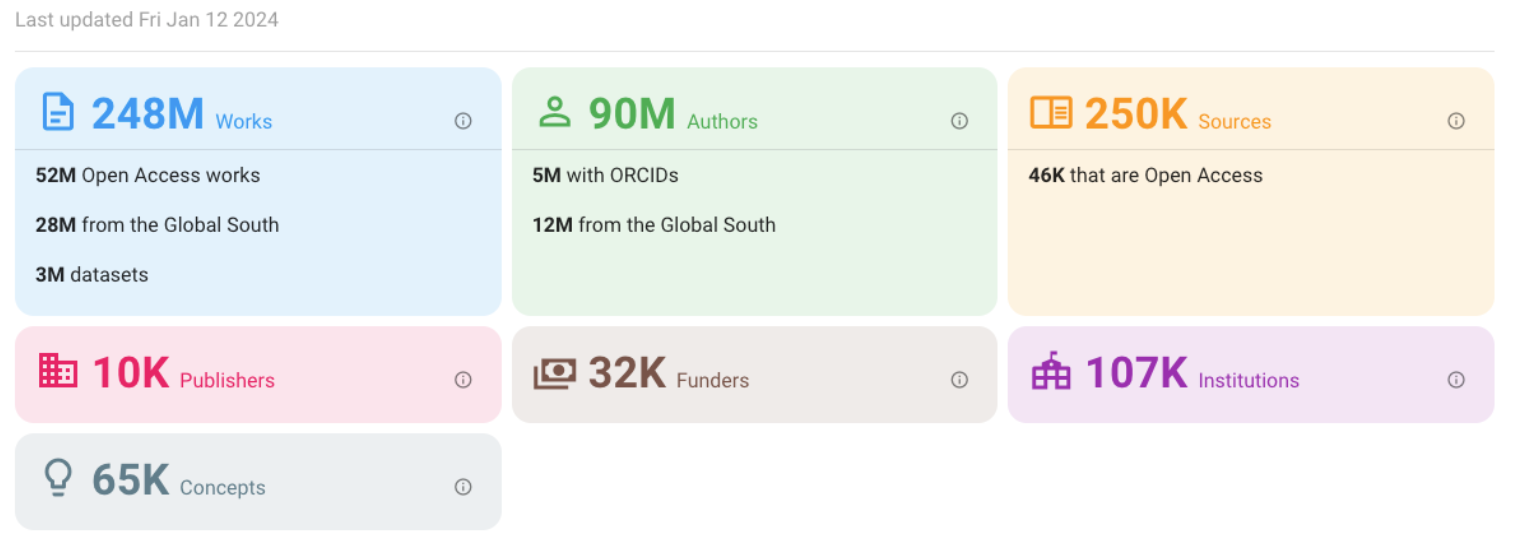 Last updated Fri Jan 12 2024
248M Works
52M Open Access works
28M from the Global South
3M datasets
90M Authors
5M with ORCIDs
12M from the Global South
250K Sources
46K that are Open Access
10K Publishers
32K Funders
107K Institutions
65K Concepts